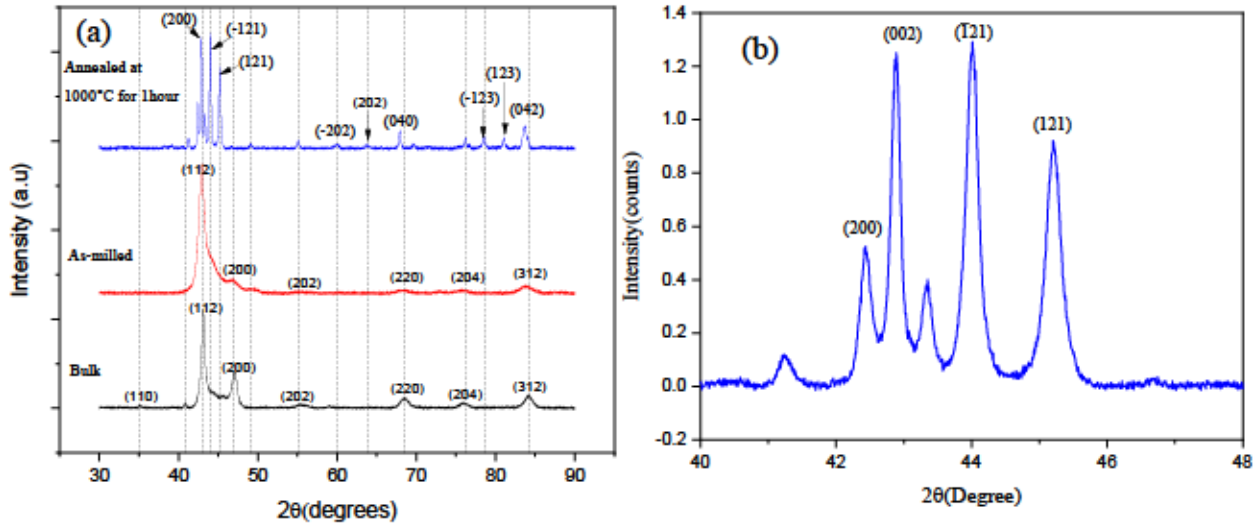 (a)
(200)
(-121)
(121)
Annealed at
1000°C for 1hour
(-202)
(202)
(040)
(-123)
(123)
(042)
(112)
As-milled
(200)
(202)
(220)
(204)
(312)
(112)
Bulk
(110)
(200)
(202)
(220)
(204)
(312)
Intensity (a.u)
30 40 50 60 70 80 90
2θ(degrees)
(b)
(002)
(1̄21)
(121)
(200)
1.4
1.2
1.0
0.8
0.6
0.4
0.2
0.0
-0.2
Intensity(counts)
40 42 44 46 48
2θ(Degree)